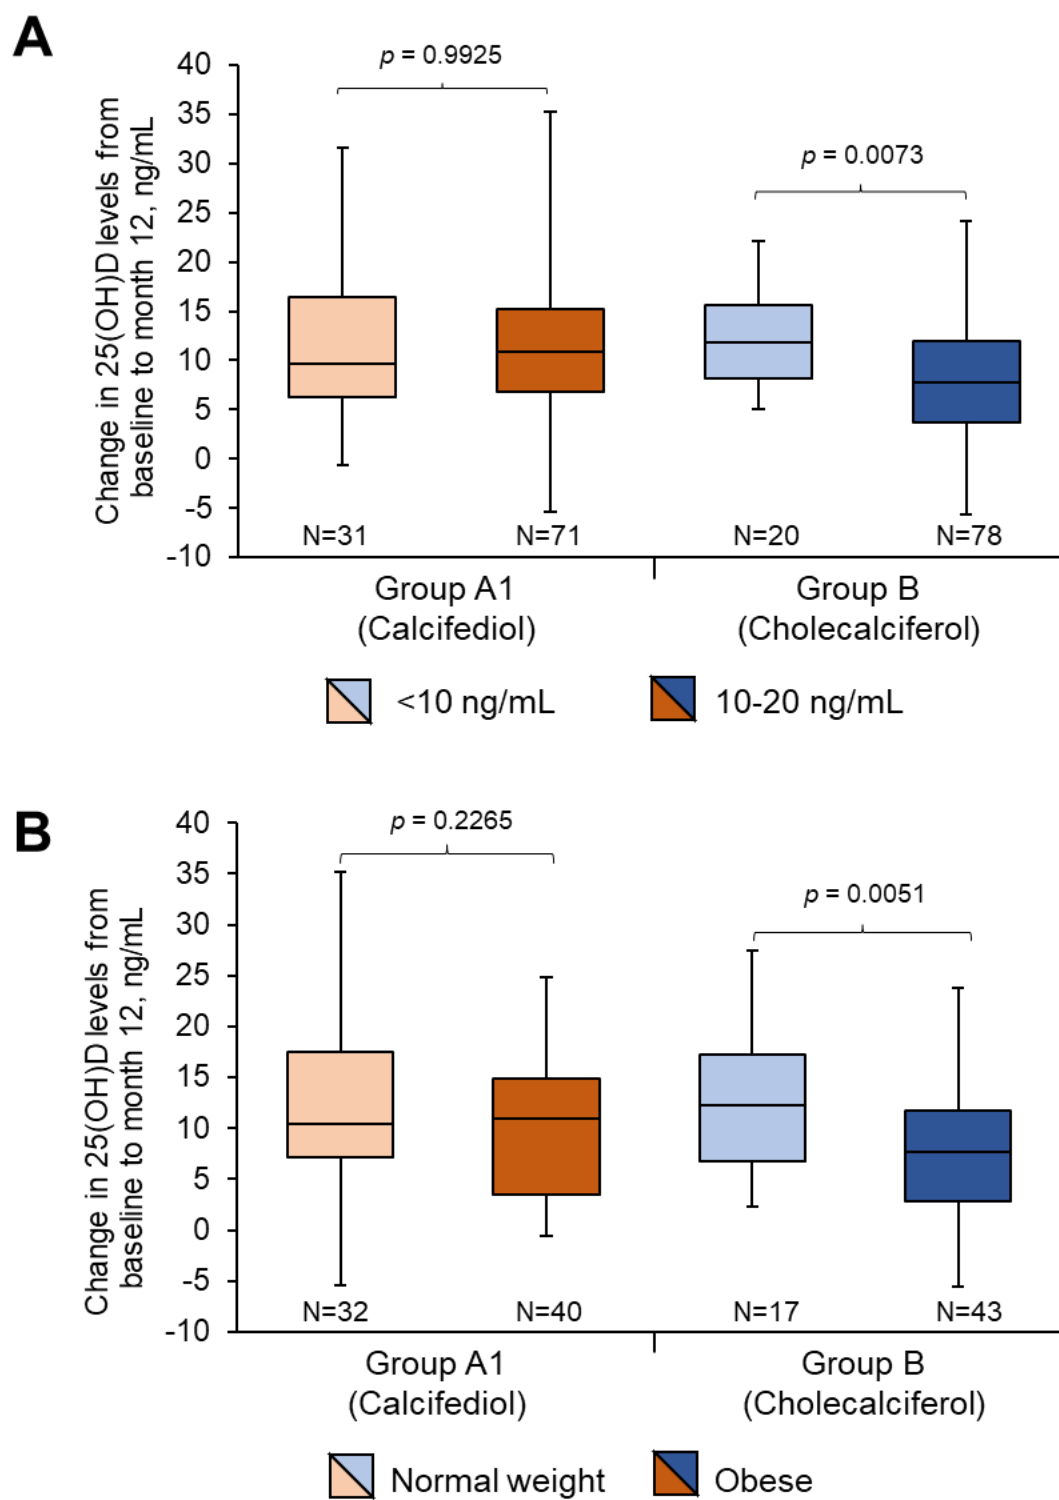 A
Change in 25(OH)D levels from
baseline to month 12, ng/mL
40
35
30
25
20
15
10
5
0
-5
-10
p = 0.9925
p = 0.0073
N=31 N=71 N=20 N=78
Group A1 Group B
(Calcifediol) (Cholecalciferol)
<10 ng/mL 10-20 ng/mL
B
Change in 25(OH)D levels from
baseline to month 12, ng/mL
40
35
30
25
20
15
10
5
0
-5
-10
p = 0.2265
p = 0.0051
N=32 N=40 N=17 N=43
Group A1 Group B
(Calcifediol) (Cholecalciferol)
Normal weight Obese